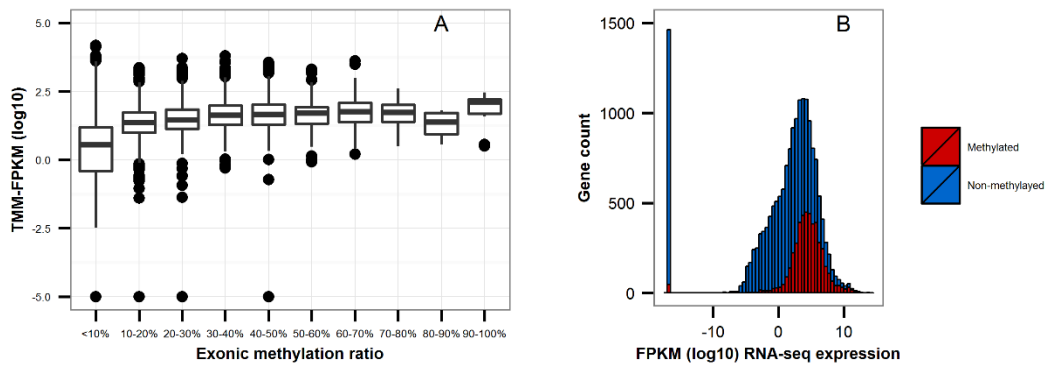 A
5.0
2.5
0.0
-2.5
-5.0
TMM-FPKM (log10)
<10% 10-20% 20-30% 30-40% 40-50% 50-60% 60-70% 70-80% 80-90% 90-100%
Exonic methylation ratio
B
1500
1000
500
0
Gene count
-10 0 10
FPKM (log10) RNA-seq expression
Methylated
Non-methylayed